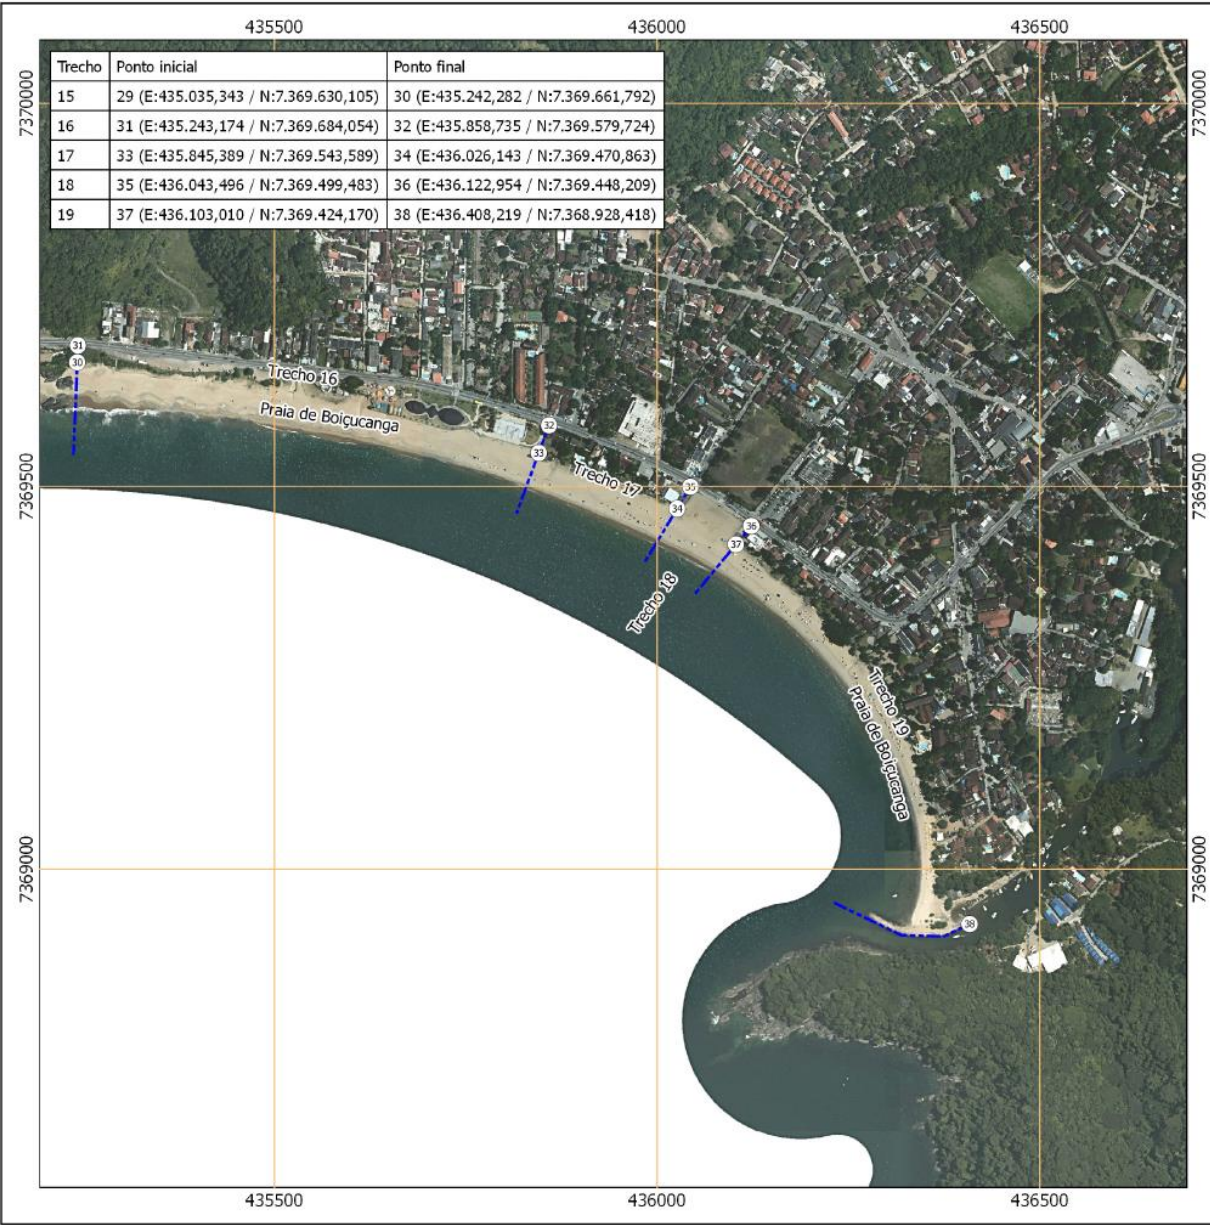 435500 436000 436500
7370000 7370000
Trecho Ponto inicial Ponto final
15 29 (E:435.035,343 / N:7.369.630,105) 30 (E:435.242,282 / N:7.369.661,792)
16 31 (E:435.243,174 / N:7.369.684,054) 32 (E:435.858,735 / N:7.369.579,724)
17 33 (E:435.845,389 / N:7.369.543,589) 34 (E:436.026,143 / N:7.369.470,863)
18 35 (E:436.043,496 / N:7.369.499,483) 36 (E:436.122,954 / N:7.369.448,209)
19 37 (E:436.103,010 / N:7.369.424,170) 38 (E:436.408,219 / N:7.368.928,418)
31
30
Trecho 16
Praia de Boiçucanga
32
33
Trecho 17
7369500 7369500
35
34
36
37
Trecho 18
Trecho 19
Praia de Boiçucanga
7369000 7369000
38
435500 436000 436500